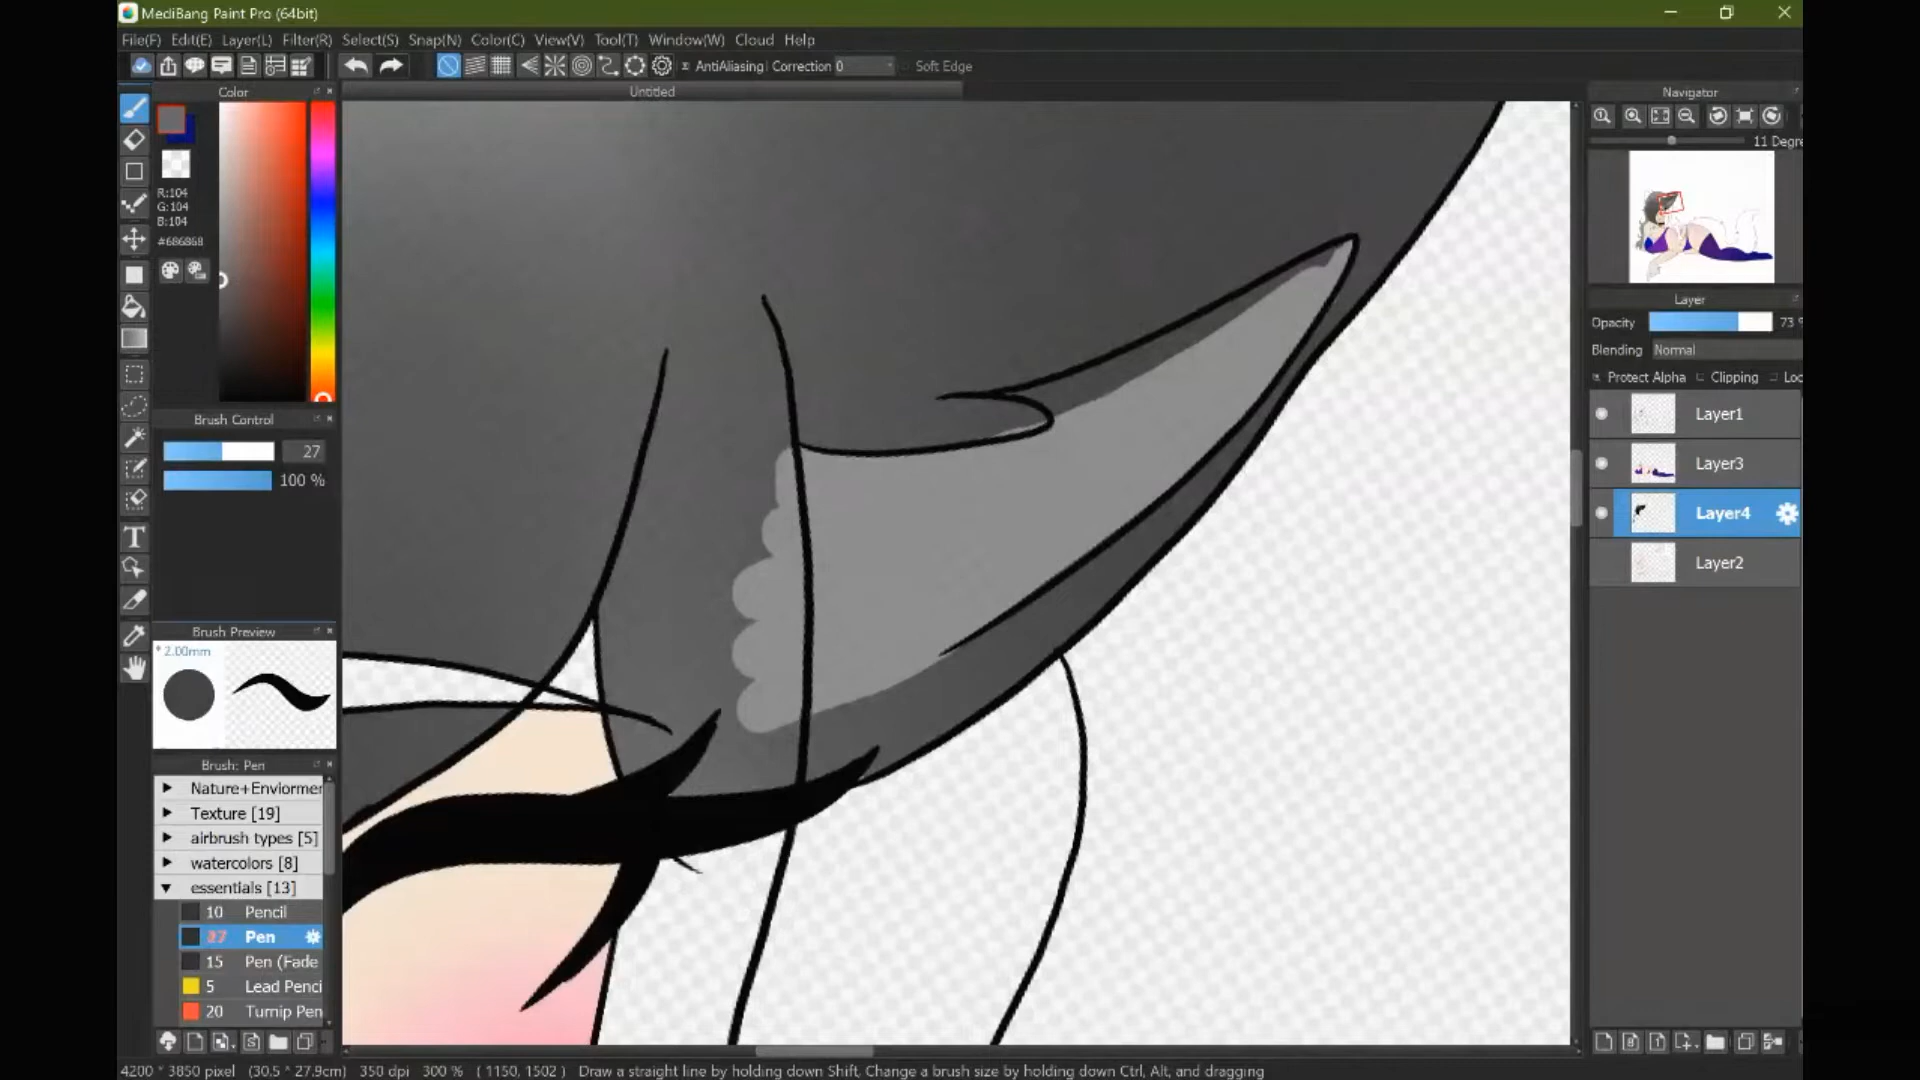 MediBang Paint Pro (64bit)
File(F) Edit(E) Layer(L) Filter(R) Select(S) Snap(N) Color(C) View(V) Tool(T) Window(W) Cloud Help
AntiAliasing Correction 0 Soft Edge
Color
Untitled
Navigator
11 Degre
R:104
G:104
B:104
#686868
Layer
Opacity 73 %
Blending Normal
Protect Alpha Clipping Loc
Layer1
Layer3
Layer4
Layer2
Brush Control
27
100 %
Brush Preview
* 2.00mm
Brush: Pen
Nature+Enviormen
Texture [19]
airbrush types [5]
watercolors [8]
essentials [13]
10 Pencil
27 Pen
15 Pen (Fade
5 Lead Penci
20 Turnip Pen
4200 * 3850 pixel (30.5 * 27.9cm) 350 dpi 300 % ( 1150, 1502 ) Draw a straight line by holding down Shift, Change a brush size by holding down Ctrl, Alt, and dragging